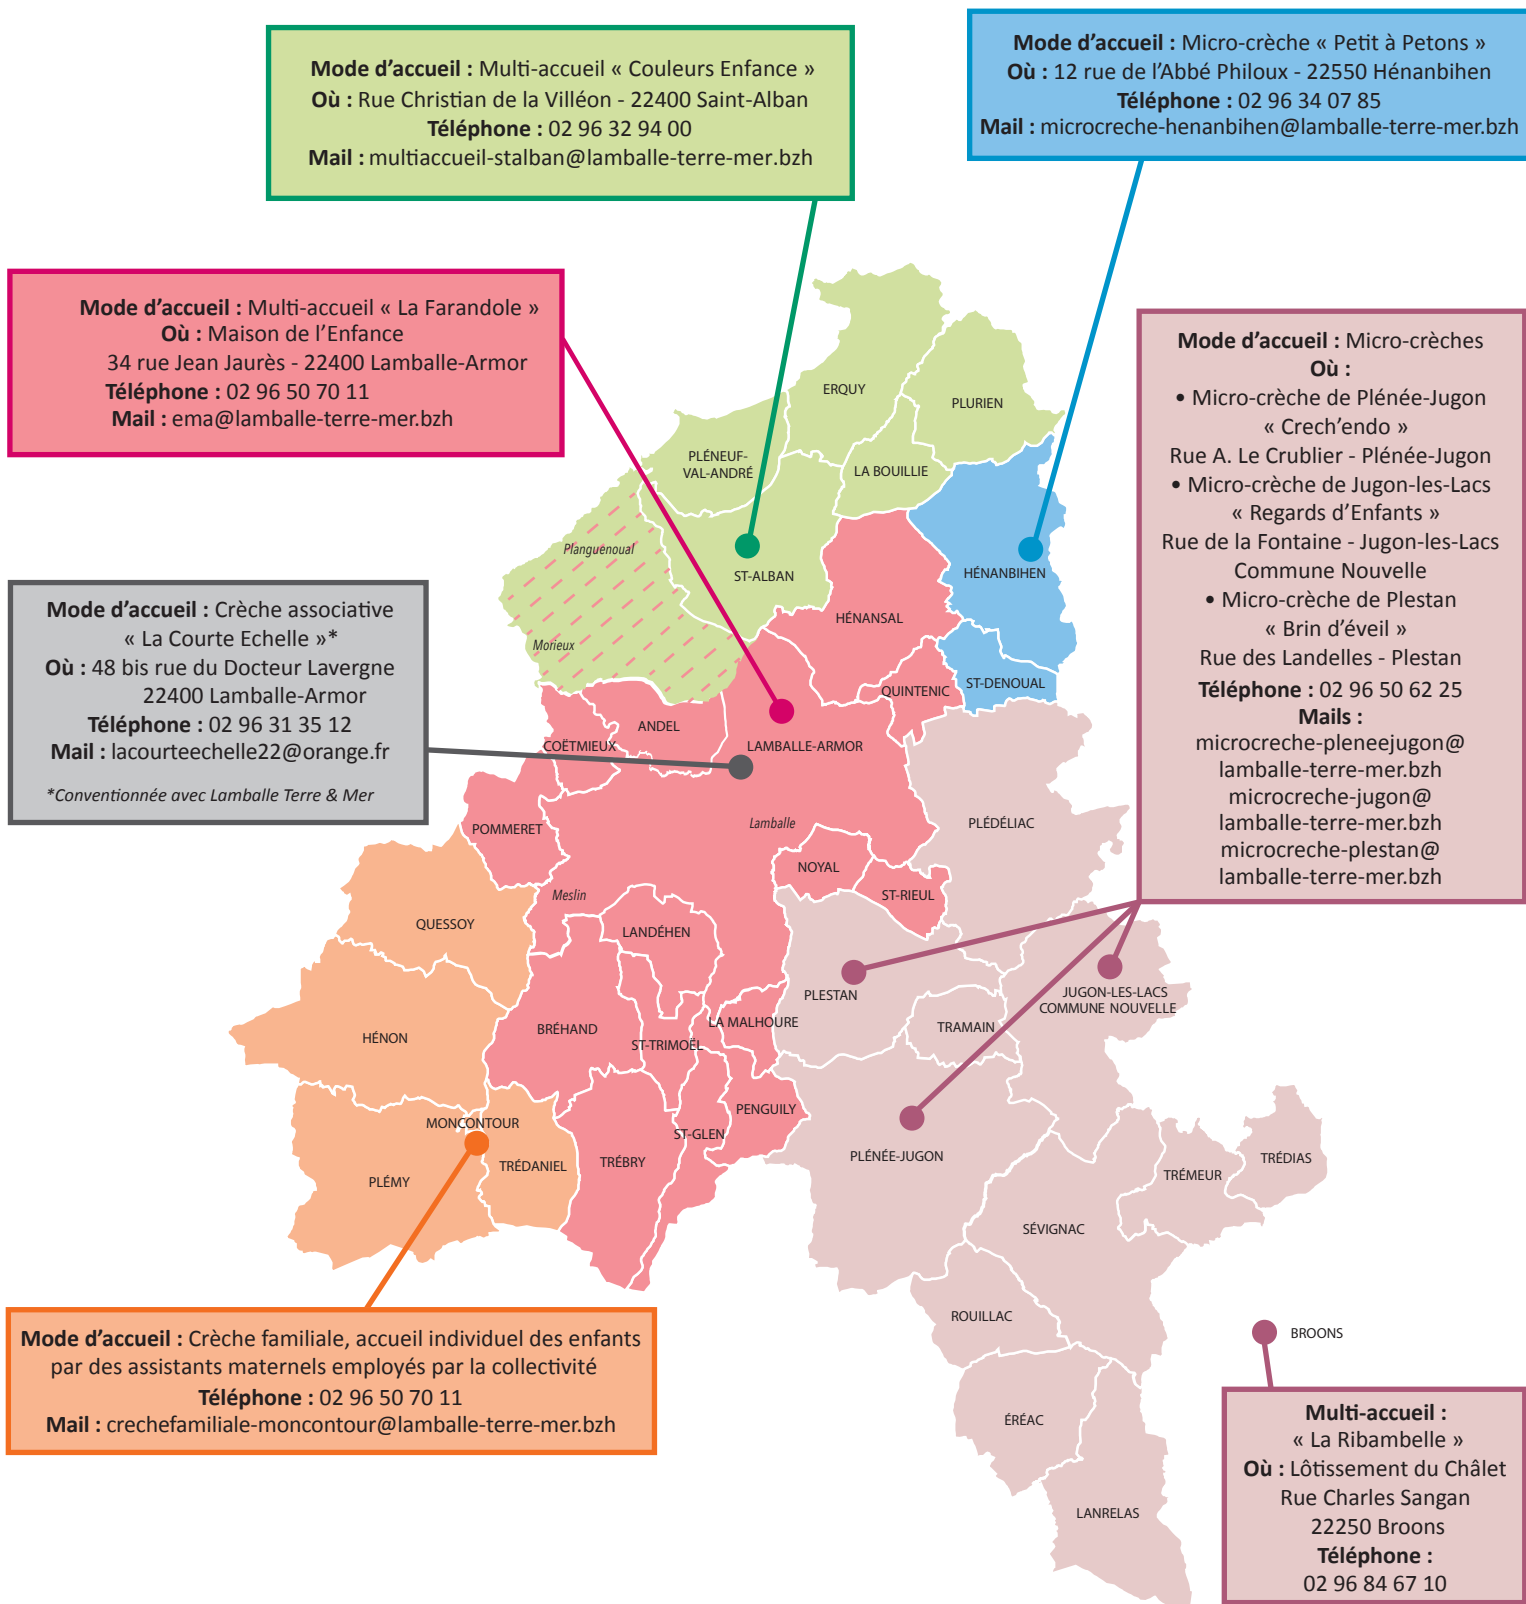 Mode d'accueil : Multi-accueil « Couleurs Enfance »
Où : Rue Christian de la Villéon - 22400 Saint-Alban
Téléphone : 02 96 32 94 00
Mail : multiaccueil-stalban@lamballe-terre-mer.bzh
Mode d'accueil : Micro-crèche « Petit à Petons »
Où : 12 rue de l'Abbé Philoux - 22550 Hénanbihen
Téléphone : 02 96 34 07 85
Mail : microcreche-henanbihen@lamballe-terre-mer.bzh
Mode d'accueil : Multi-accueil « La Farandole »
Où : Maison de l'Enfance
34 rue Jean Jaurès - 22400 Lamballe-Armor
Téléphone : 02 96 50 70 11
Mail : ema@lamballe-terre-mer.bzh
Mode d'accueil : Micro-crèches
Où :
• Micro-crèche de Plénée-Jugon
« Crech'endo »
Rue A. Le Crublier - Plénée-Jugon
• Micro-crèche de Jugon-les-Lacs
« Regards d'Enfants »
Rue de la Fontaine - Jugon-les-Lacs
Commune Nouvelle
• Micro-crèche de Plestan
« Brin d'éveil »
Rue des Landelles - Plestan
Téléphone : 02 96 50 62 25
Mails :
microcreche-pleneejugon@
lamballe-terre-mer.bzh
microcreche-jugon@
lamballe-terre-mer.bzh
microcreche-plestan@
lamballe-terre-mer.bzh
Mode d'accueil : Crèche associative
« La Courte Echelle »*
Où : 48 bis rue du Docteur Lavergne
22400 Lamballe-Armor
Téléphone : 02 96 31 35 12
Mail : lacourteechelle22@orange.fr
*Conventionnée avec Lamballe Terre & Mer
ERQUY
PLURIEN
PLÉNEUF-
VAL-ANDRÉ
LA BOUILLIE
Planguenoual
ST-ALBAN
HÉNANBIHEN
HÉNANSAL
Morieux
QUINTENIC
ST-DENOUAL
ANDEL
COËTMIEUX
LAMBALLE-ARMOR
Lamballe
POMMERET
PLÉDÉLIAC
NOYAL
ST-RIEUL
Meslin
QUESSOY
LANDÉHEN
PLESTAN
JUGON-LES-LACS
COMMUNE NOUVELLE
LA MALHOURE
TRAMAIN
BRÉHAND
HÉNON
ST-TRIMOËL
PENGUILY
MONCONTOUR
ST-GLEN
PLÉNÉE-JUGON
TRÉDIAS
TRÉBRY
TRÉDANIEL
TRÉMEUR
PLÉMY
SÉVIGNAC
ROUILLAC
BROONS
ÉRÉAC
LANRELAS
Mode d'accueil : Crèche familiale, accueil individuel des enfants
par des assistants maternels employés par la collectivité
Téléphone : 02 96 50 70 11
Mail : crechefamiliale-moncontour@lamballe-terre-mer.bzh
Multi-accueil :
« La Ribambelle »
Où : Lôtissement du Châlet
Rue Charles Sangan
22250 Broons
Téléphone :
02 96 84 67 10